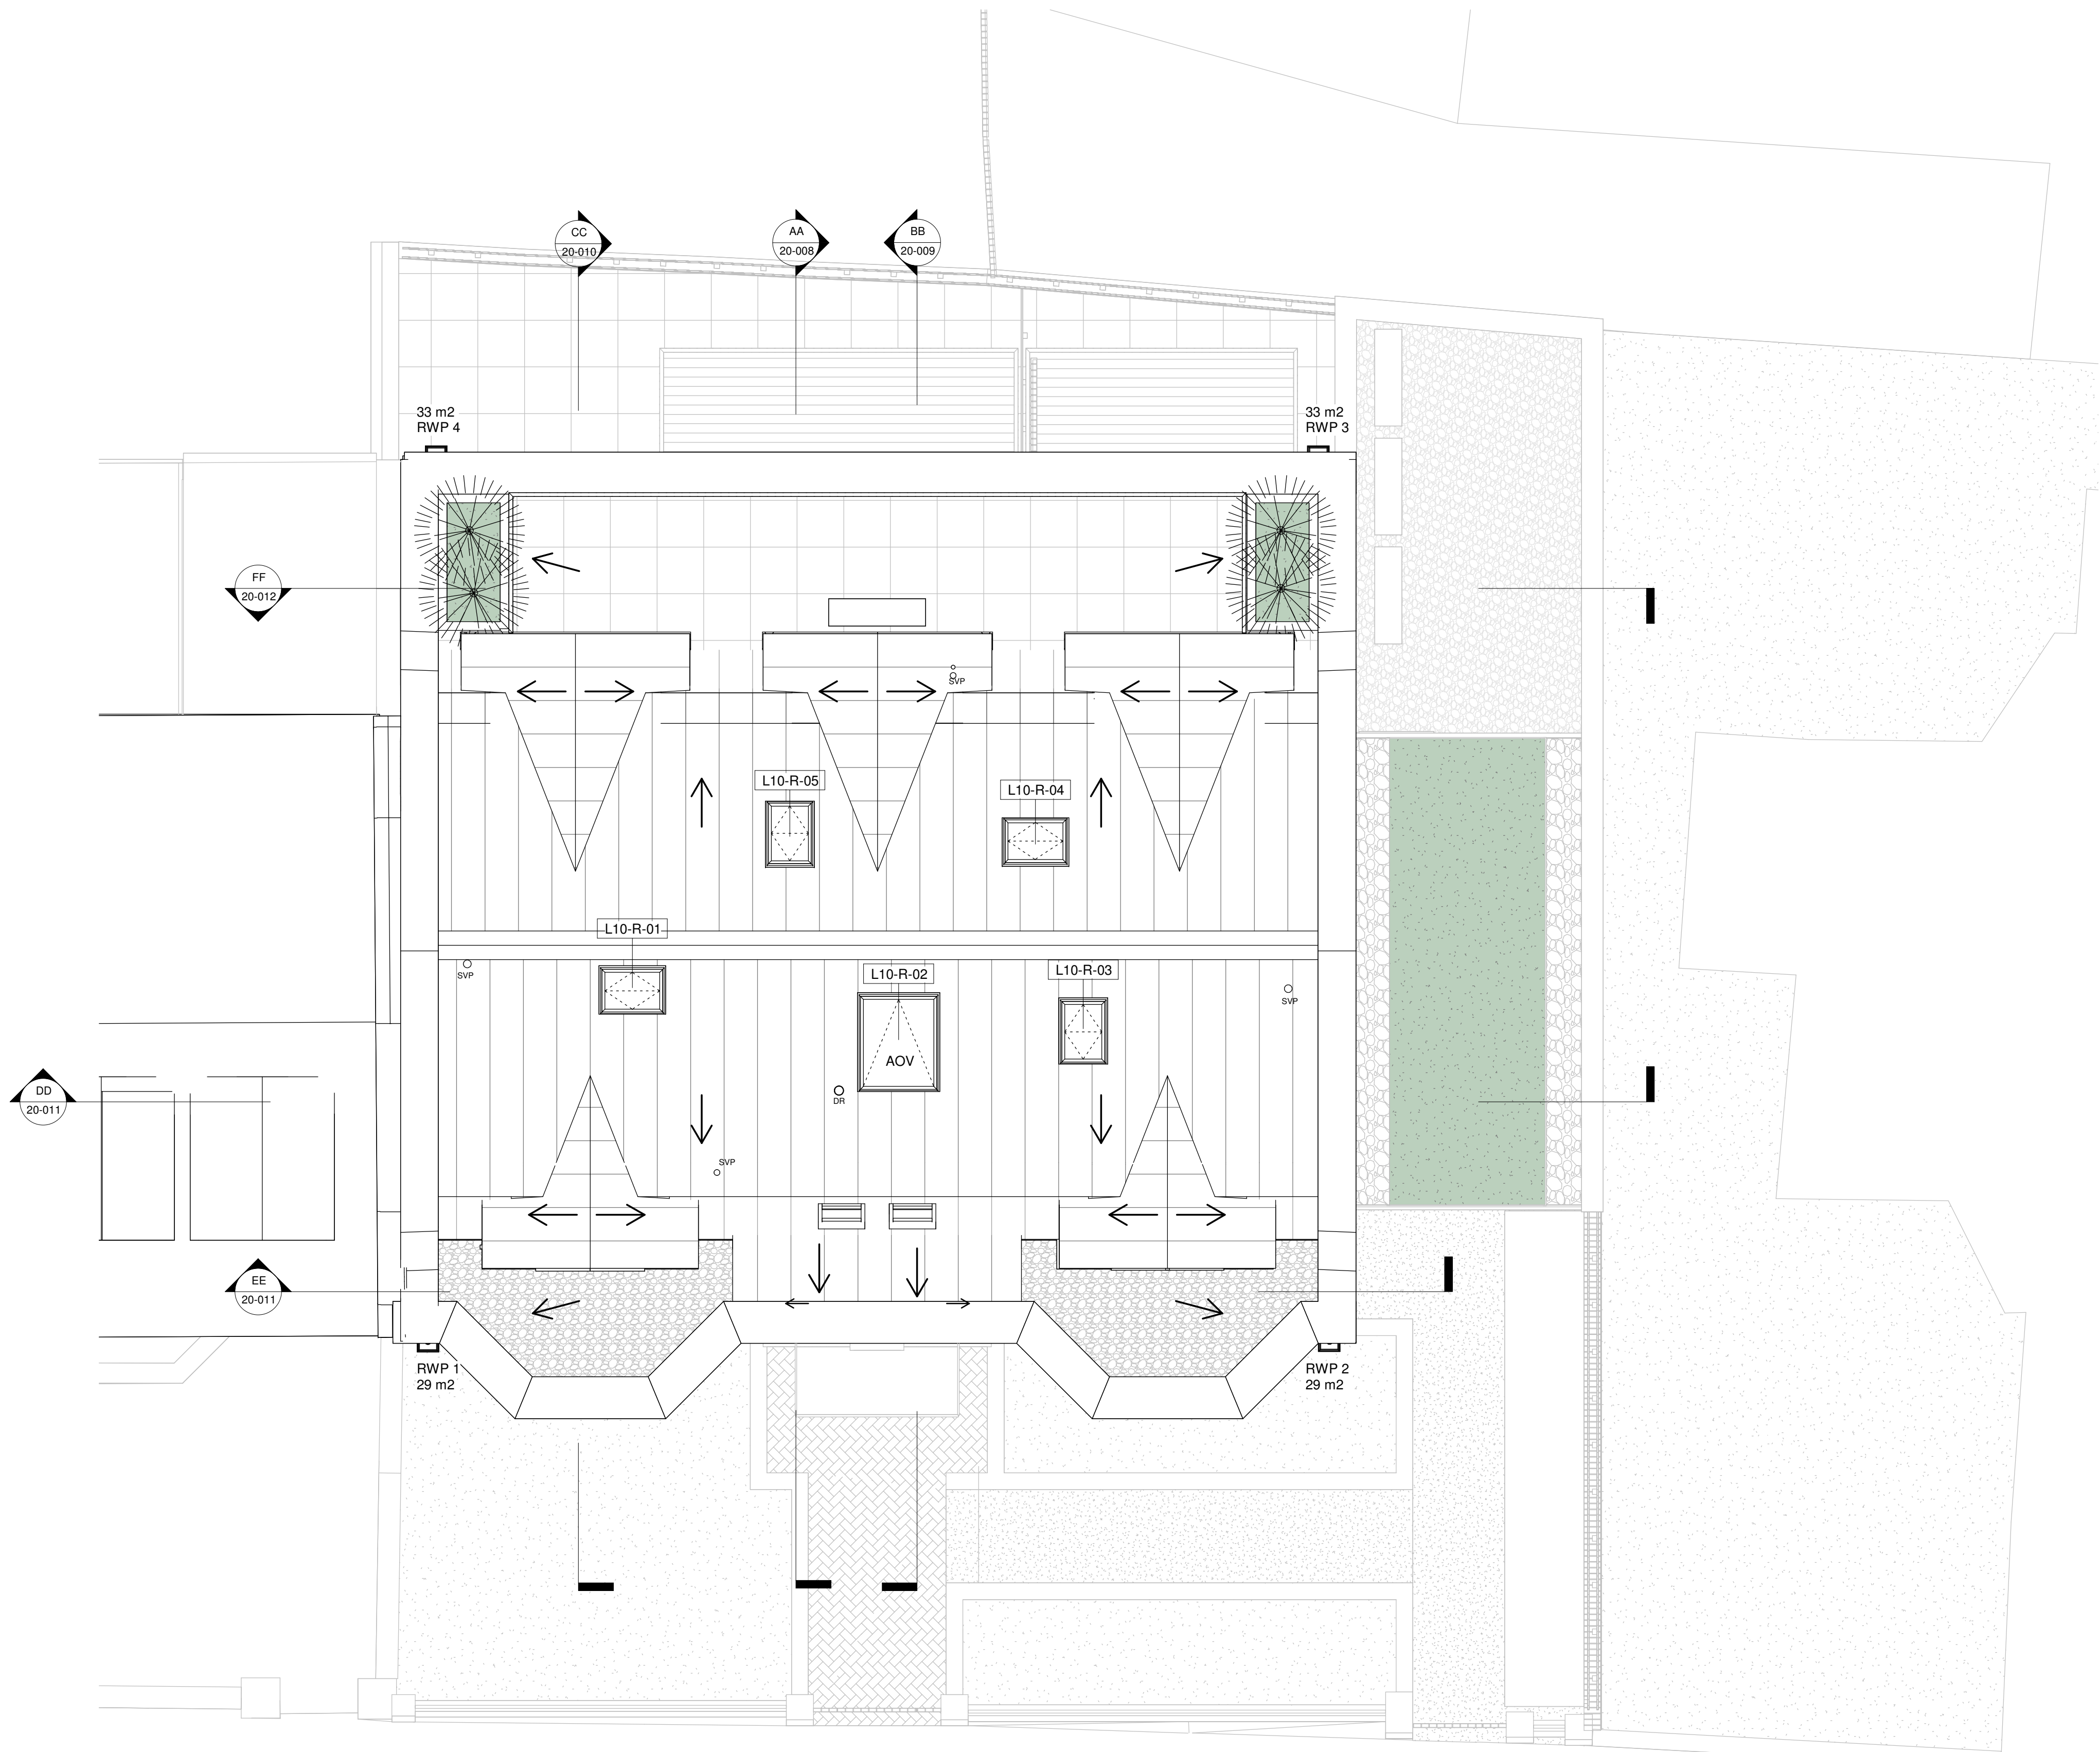 CC
20-010
AA
20-008
BB
20-009
33 m2
RWP 4
33 m2
RWP 3
FF
20-012
SVP
L10-R-05
L10-R-04
L10-R-01
SVP
L10-R-02
L10-R-03
SVP
AOV
DR
DD
20-011
SVP
EE
20-011
RWP 1
29 m2
RWP 2
29 m2